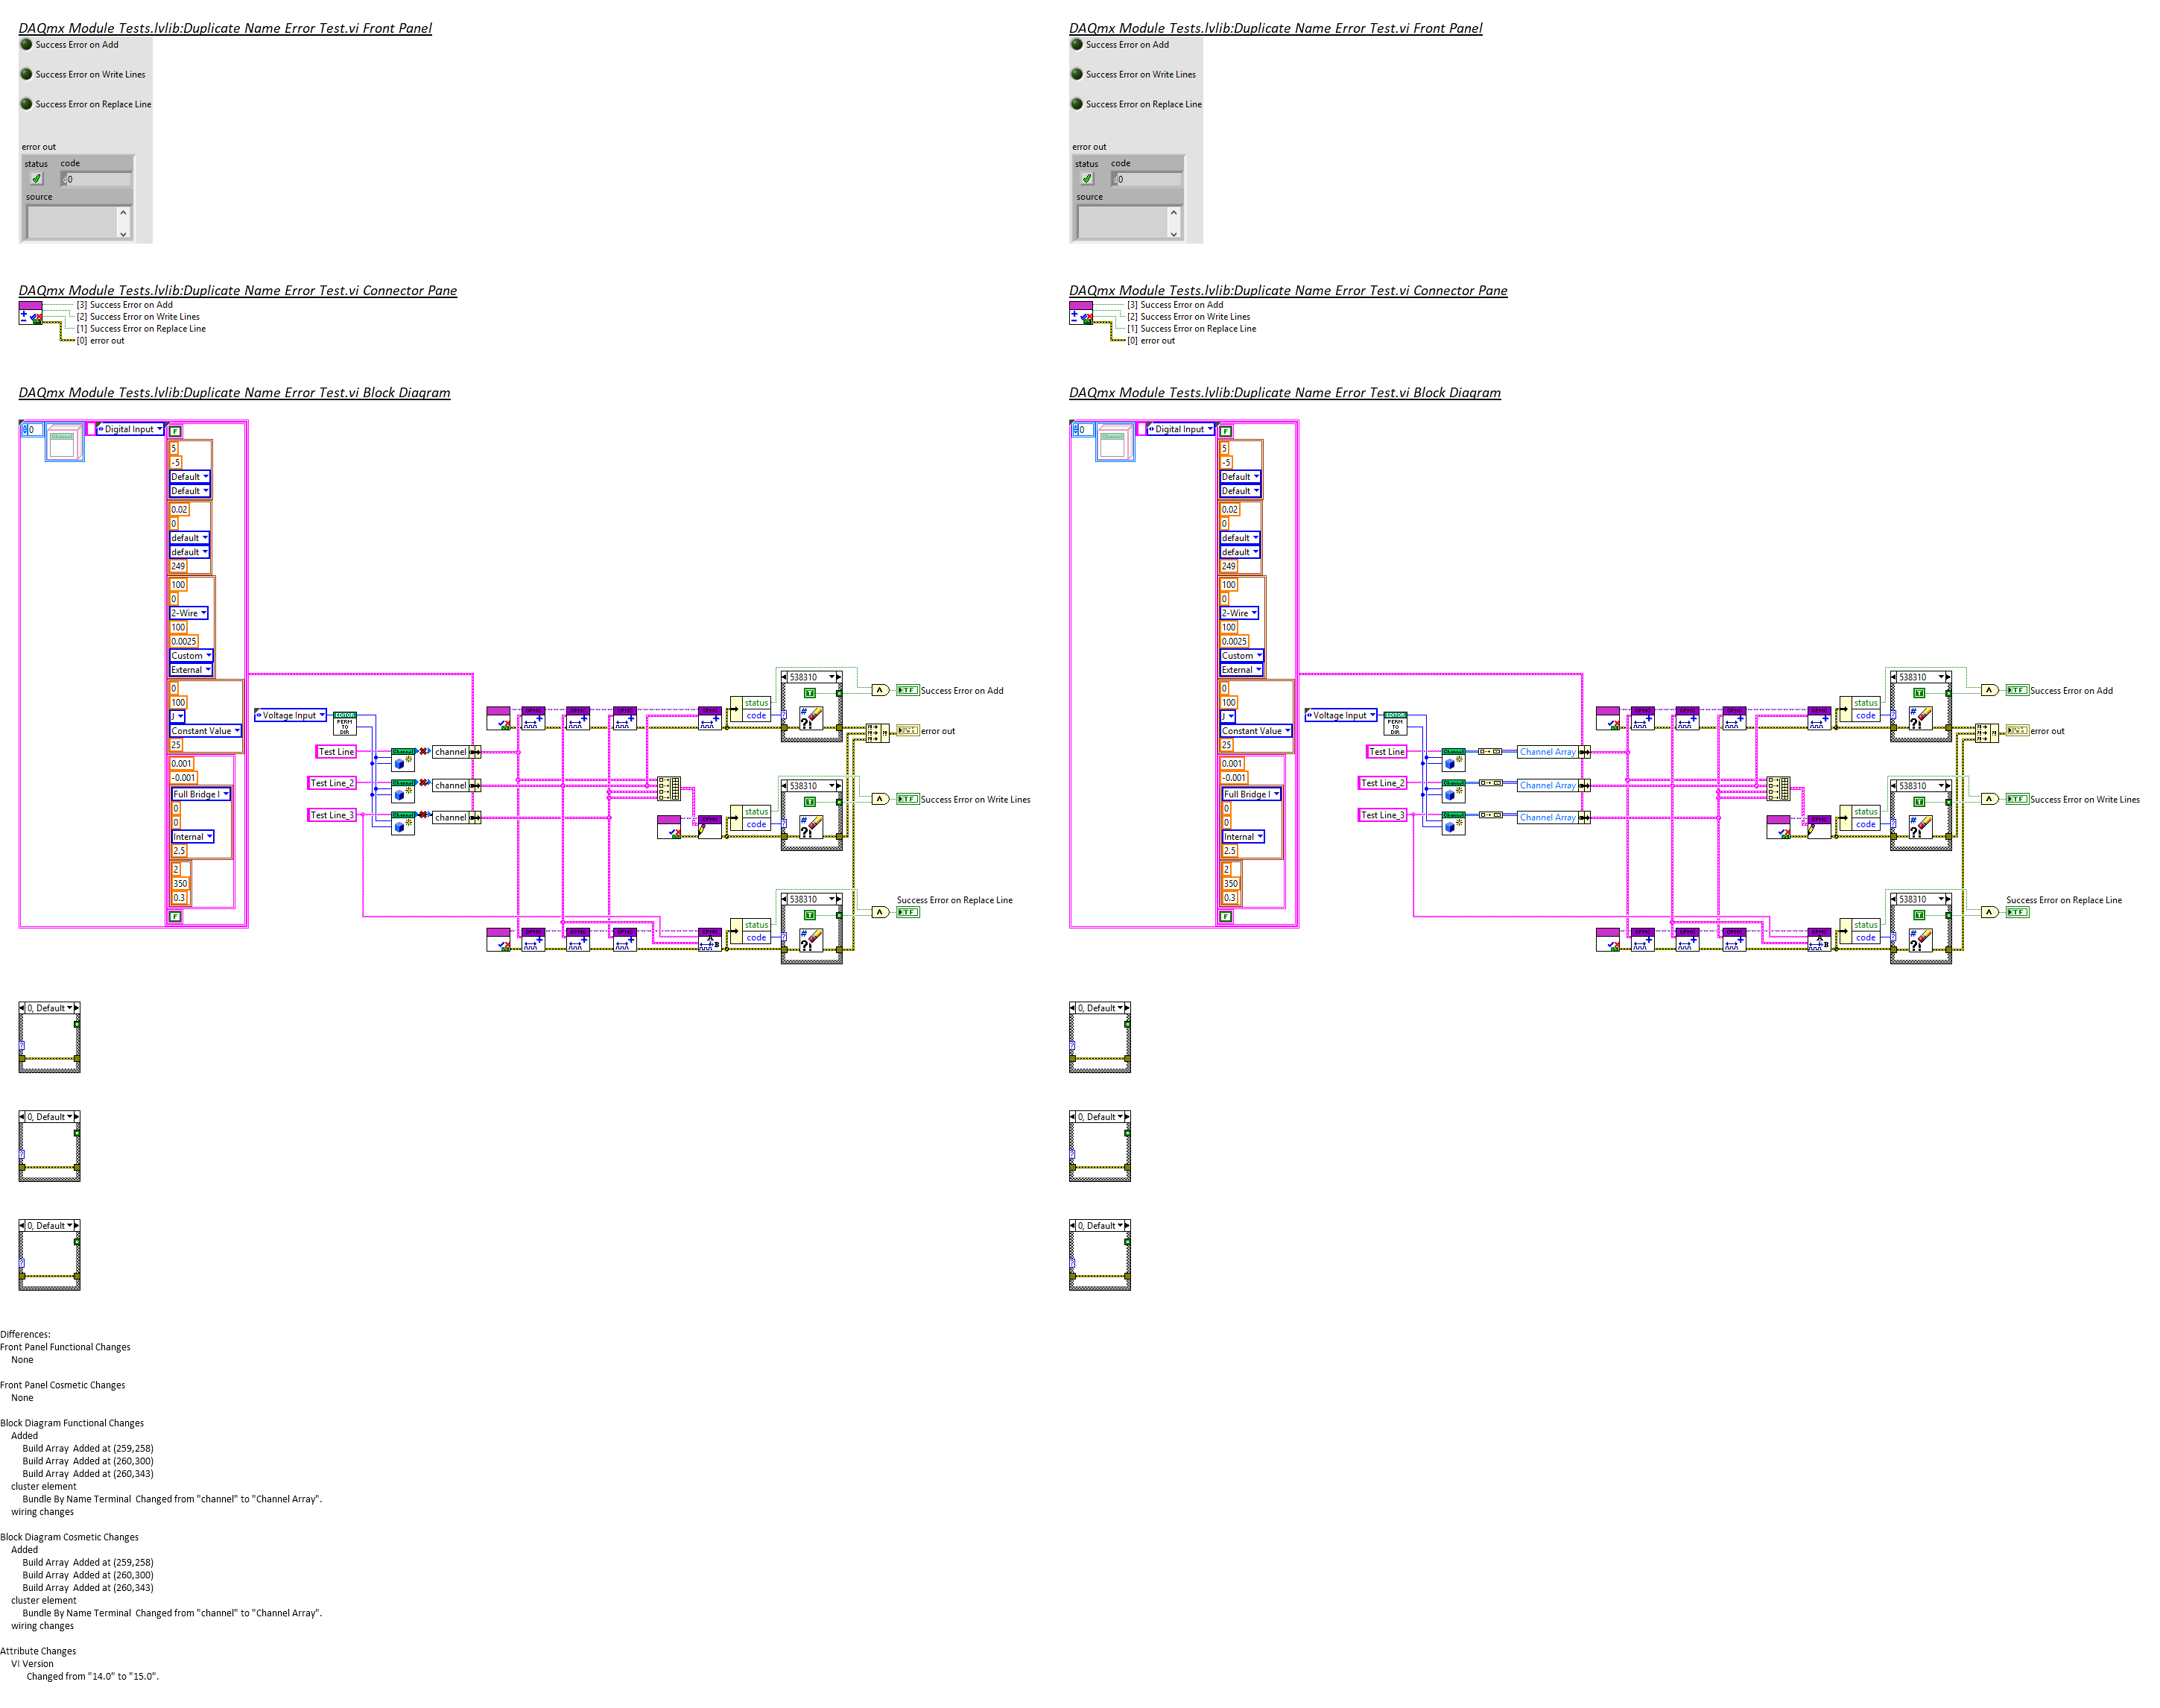 DAQmx Module Tests.lvlib:Duplicate Name Error Test.vi Front Panel
Success Error on Add
Success Error on Write Lines
Success Error on Replace Line
error out
status code
0
source
DAQmx Module Tests.lvlib:Duplicate Name Error Test.vi Connector Pane
[3] Success Error on Add
[2] Success Error on Write Lines
[1] Success Error on Replace Line
[0] error out
DAQmx Module Tests.lvlib:Duplicate Name Error Test.vi Block Diagram
0
Digital Input
F
5
-5
Default
Default
0.02
0
default
default
249
100
0
2-Wire
100
0.0025
Custom
External
0
100
J
Constant Value
25
0.001
-0.001
Full Bridge I
0
0
Internal
2.5
2
350
0.3
F
Voltage Input
EDITOR
PERM
TO
DIR
Test Line
Channel
channel
Test Line_2
Channel
channel
Test Line_3
Channel
channel
status
code
538310
T
TF
Success Error on Add
error out
status
code
538310
T
TF
Success Error on Write Lines
status
code
538310
T
Success Error on Replace Line
TF
0, Default
0, Default
0, Default
DAQmx Module Tests.lvlib:Duplicate Name Error Test.vi Front Panel
Success Error on Add
Success Error on Write Lines
Success Error on Replace Line
error out
status code
0
source
DAQmx Module Tests.lvlib:Duplicate Name Error Test.vi Connector Pane
[3] Success Error on Add
[2] Success Error on Write Lines
[1] Success Error on Replace Line
[0] error out
DAQmx Module Tests.lvlib:Duplicate Name Error Test.vi Block Diagram
0
Digital Input
F
5
-5
Default
Default
0.02
0
default
default
249
100
0
2-Wire
100
0.0025
Custom
External
0
100
J
Constant Value
25
0.001
-0.001
Full Bridge I
0
0
Internal
2.5
2
350
0.3
F
Voltage Input
EDITOR
PERM
TO
DIR
Test Line
Channel
Channel Array
Test Line_2
Channel
Channel Array
Test Line_3
Channel
Channel Array
status
code
538310
T
TF
Success Error on Add
error out
status
code
538310
T
TF
Success Error on Write Lines
status
code
538310
T
Success Error on Replace Line
TF
0, Default
0, Default
0, Default
Differences:
Front Panel Functional Changes
None
Front Panel Cosmetic Changes
None
Block Diagram Functional Changes
Added
Build Array Added at (259,258)
Build Array Added at (260,300)
Build Array Added at (260,343)
cluster element
Bundle By Name Terminal Changed from "channel" to "Channel Array".
wiring changes
Block Diagram Cosmetic Changes
Added
Build Array Added at (259,258)
Build Array Added at (260,300)
Build Array Added at (260,343)
cluster element
Bundle By Name Terminal Changed from "channel" to "Channel Array".
wiring changes
Attribute Changes
VI Version
Changed from "14.0" to "15.0".